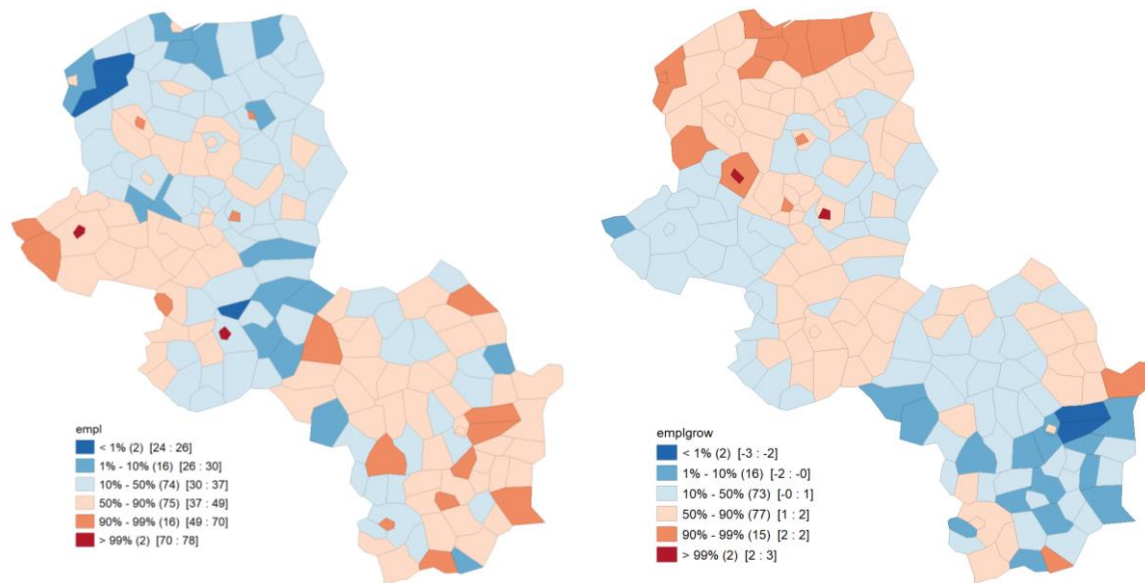 empl
< 1% (2) [24 : 26]
1% - 10% (16) [26 : 30]
10% - 50% (74) [30 : 37]
50% - 90% (75) [37 : 49]
90% - 99% (16) [49 : 70]
> 99% (2) [70 : 78]
emplgrow
< 1% (2) [-3 : -2]
1% - 10% (16) [-2 : -0]
10% - 50% (73) [-0 : 1]
50% - 90% (77) [1 : 2]
90% - 99% (15) [2 : 2]
> 99% (2) [2 : 3]